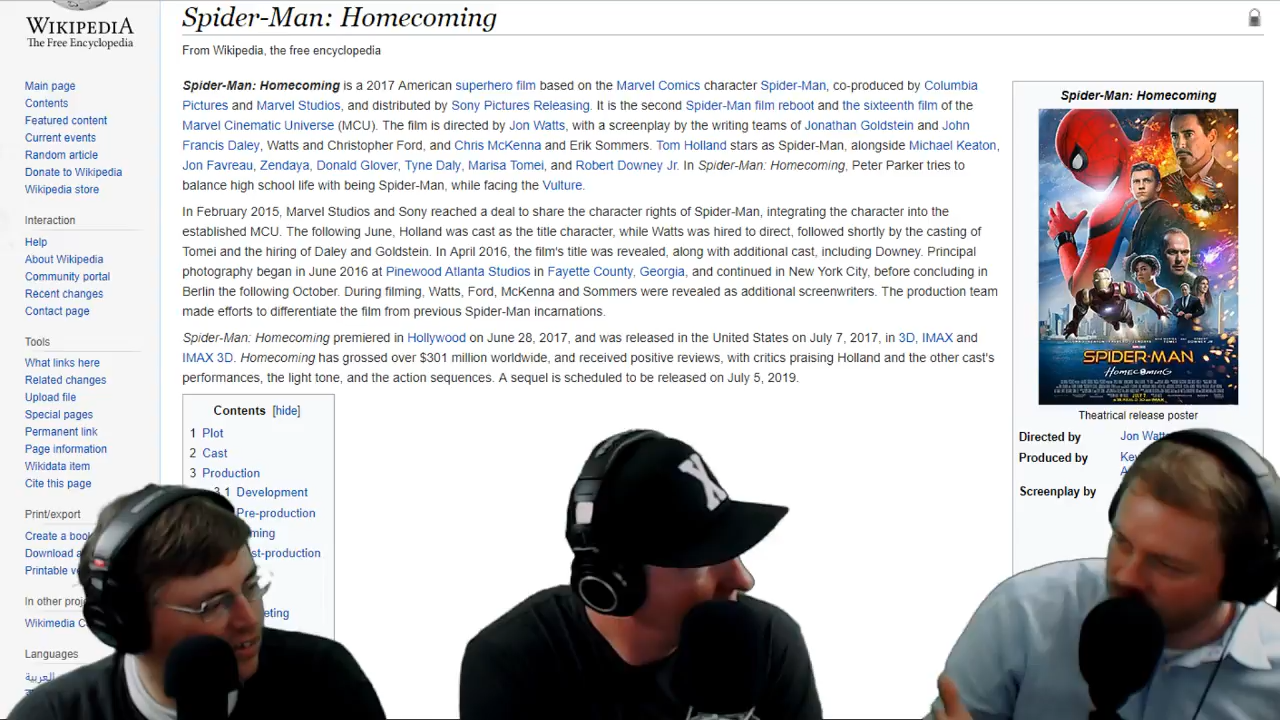 WIKIPEDIA
The Free Encyclopedia
Main page
Contents
Featured content
Current events
Random article
Donate to Wikipedia
Wikipedia store
Interaction
Help
About Wikipedia
Community portal
Recent changes
Contact page
Tools
What links here
Related changes
Upload file
Special pages
Permanent link
Page information
Wikidata item
Cite this page
Print/export
Create a boo
Download a
Printable ve
In other proj
Wikimedia C
Languages
العربية
Spider-Man: Homecoming
From Wikipedia, the free encyclopedia
Spider-Man: Homecoming is a 2017 American superhero film based on the Marvel Comics character Spider-Man, co-produced by Columbia
Pictures and Marvel Studios, and distributed by Sony Pictures Releasing. It is the second Spider-Man film reboot and the sixteenth film of the
Marvel Cinematic Universe (MCU). The film is directed by Jon Watts, with a screenplay by the writing teams of Jonathan Goldstein and John
Francis Daley, Watts and Christopher Ford, and Chris McKenna and Erik Sommers. Tom Holland stars as Spider-Man, alongside Michael Keaton,
Jon Favreau, Zendaya, Donald Glover, Tyne Daly, Marisa Tomei, and Robert Downey Jr. In Spider-Man: Homecoming, Peter Parker tries to
balance high school life with being Spider-Man, while facing the Vulture.
In February 2015, Marvel Studios and Sony reached a deal to share the character rights of Spider-Man, integrating the character into the
established MCU. The following June, Holland was cast as the title character, while Watts was hired to direct, followed shortly by the casting of
Tomei and the hiring of Daley and Goldstein. In April 2016, the film's title was revealed, along with additional cast, including Downey. Principal
photography began in June 2016 at Pinewood Atlanta Studios in Fayette County, Georgia, and continued in New York City, before concluding in
Berlin the following October. During filming, Watts, Ford, McKenna and Sommers were revealed as additional screenwriters. The production team
made efforts to differentiate the film from previous Spider-Man incarnations.
Spider-Man: Homecoming premiered in Hollywood on June 28, 2017, and was released in the United States on July 7, 2017, in 3D, IMAX and
IMAX 3D. Homecoming has grossed over $301 million worldwide, and received positive reviews, with critics praising Holland and the other cast's
performances, the light tone, and the action sequences. A sequel is scheduled to be released on July 5, 2019.
Contents [hide]
1 Plot
2 Cast
3 Production
3.1 Development
Pre-production
ming
st-production
eting
Spider-Man: Homecoming
SPIDER-MAN
HOMECOMING
Theatrical release poster
Directed by Jon Watt
Produced by Kev
Screenplay by
X